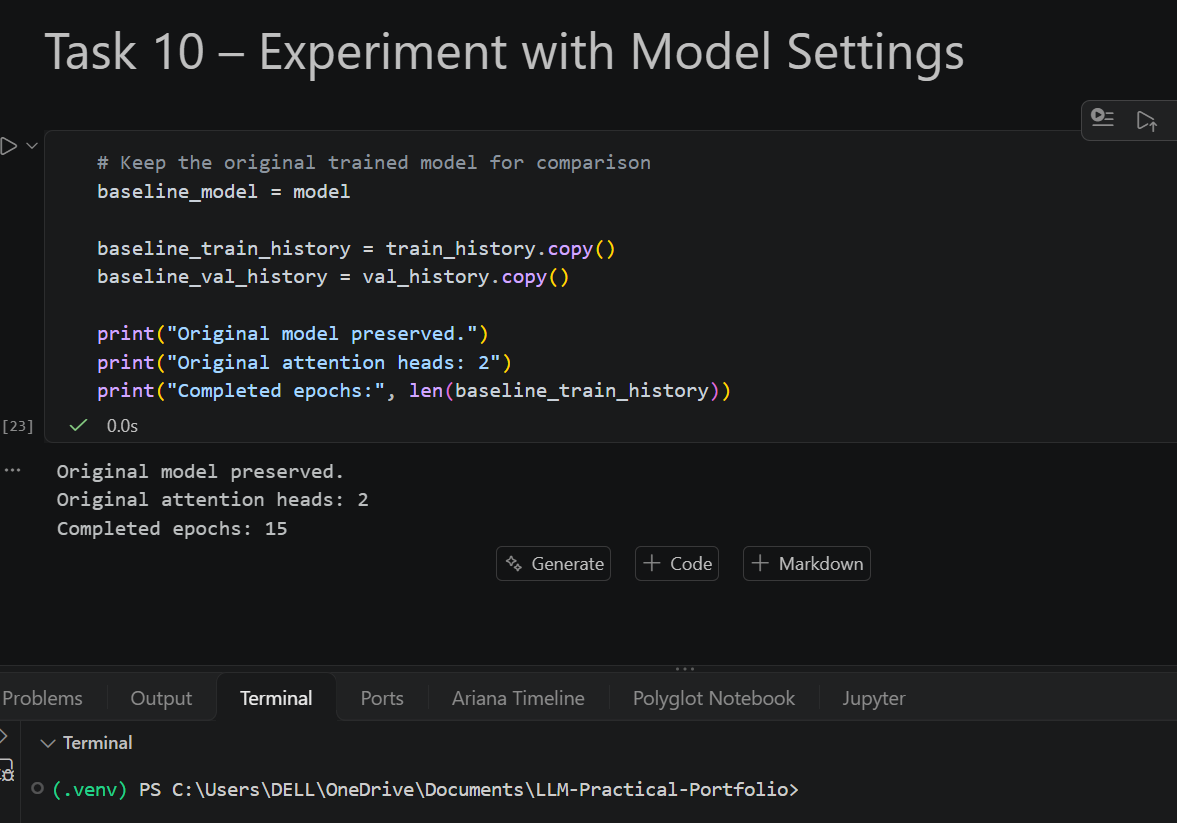 Task 10 – Experiment with Model Settings
# Keep the original trained model for comparison
baseline_model = model
baseline_train_history = train_history.copy()
baseline_val_history = val_history.copy()
print("Original model preserved.")
print("Original attention heads: 2")
print("Completed epochs:", len(baseline_train_history))
[23]
0.0s
Original model preserved.
Original attention heads: 2
Completed epochs: 15
Generate
Code
Markdown
Problems Output Terminal Ports Ariana Timeline Polyglot Notebook Jupyter
Terminal
(.venv) PS C:\Users\DELL\OneDrive\Documents\LLM-Practical-Portfolio>